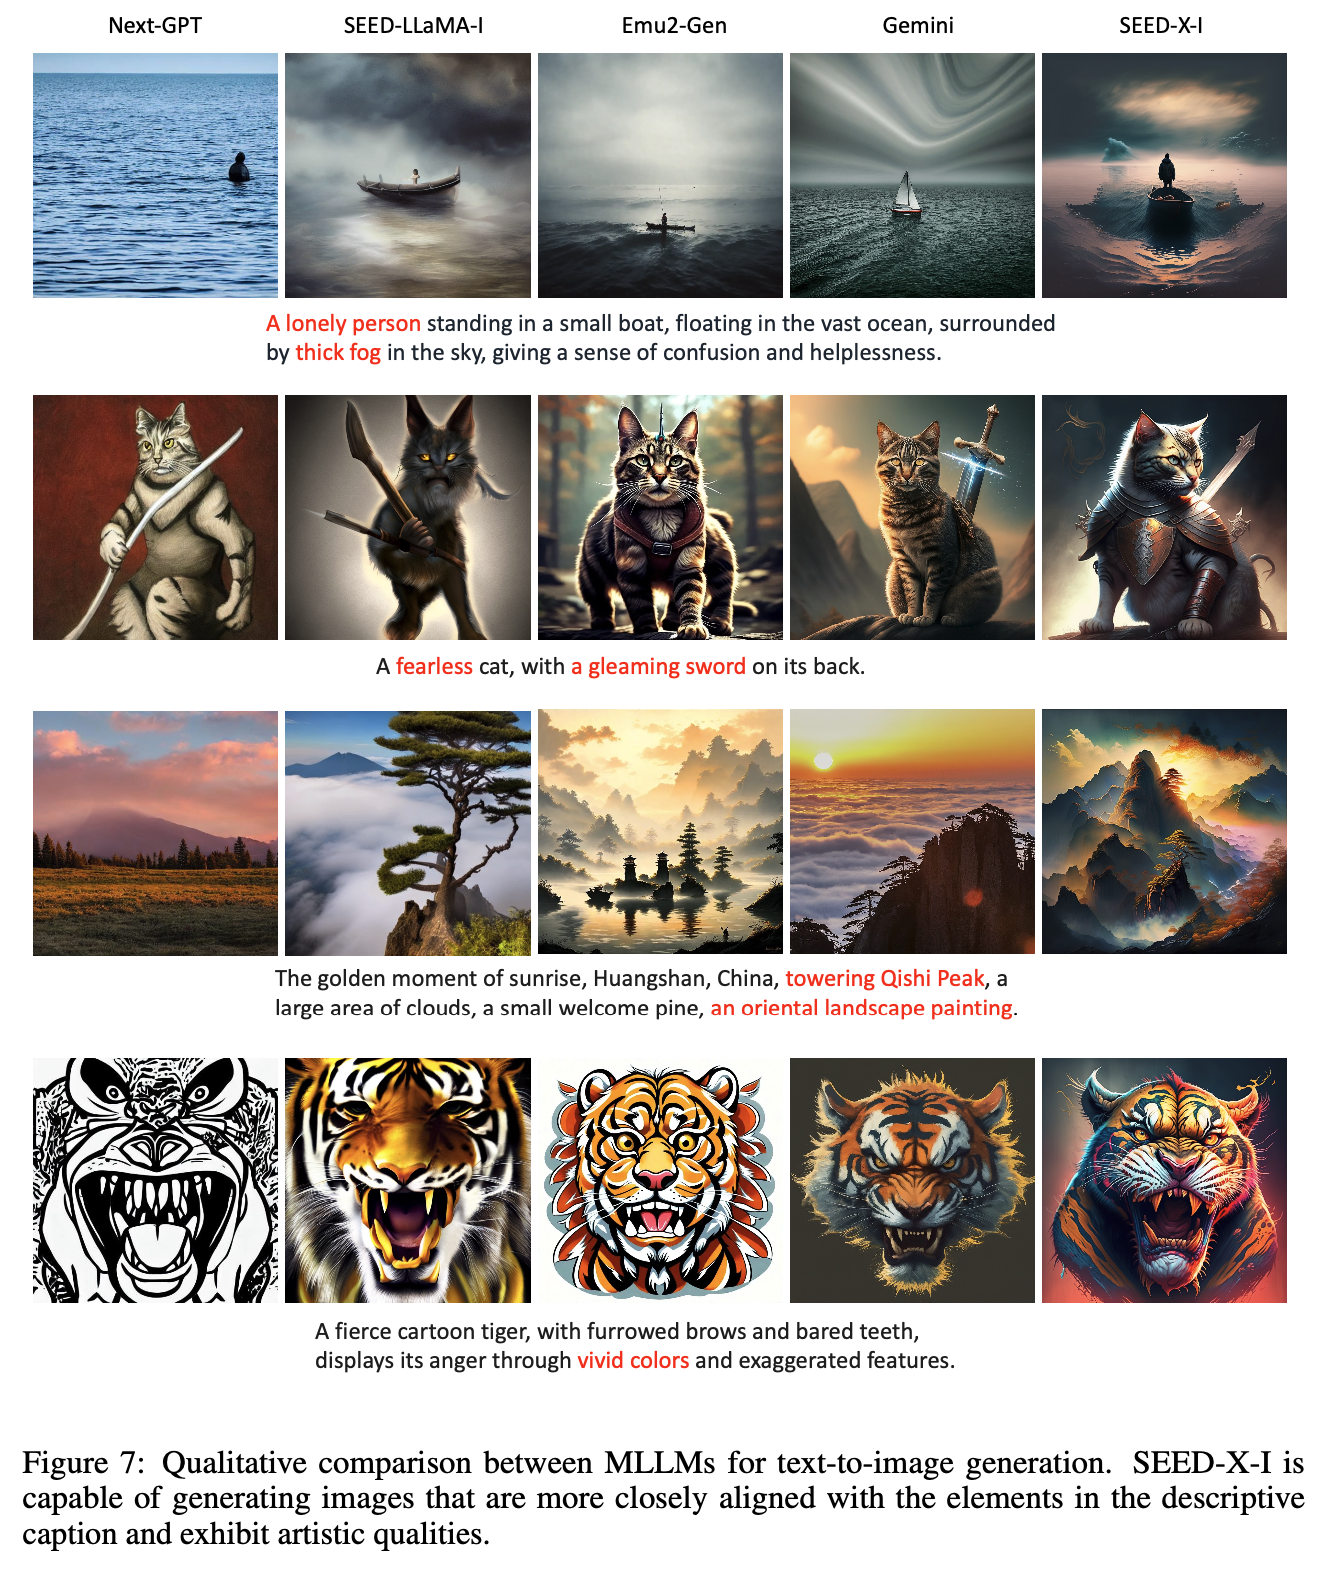 Next-GPT SEED-LLaMA-I Emu2-Gen Gemini SEED-X-I
A lonely person standing in a small boat, floating in the vast ocean, surrounded
by thick fog in the sky, giving a sense of confusion and helplessness.
A fearless cat, with a gleaming sword on its back.
The golden moment of sunrise, Huangshan, China, towering Qishi Peak, a
large area of clouds, a small welcome pine, an oriental landscape painting.
A fierce cartoon tiger, with furrowed brows and bared teeth,
displays its anger through vivid colors and exaggerated features.
Figure 7: Qualitative comparison between MLLMs for text-to-image generation. SEED-X-I is
capable of generating images that are more closely aligned with the elements in the descriptive
caption and exhibit artistic qualities.